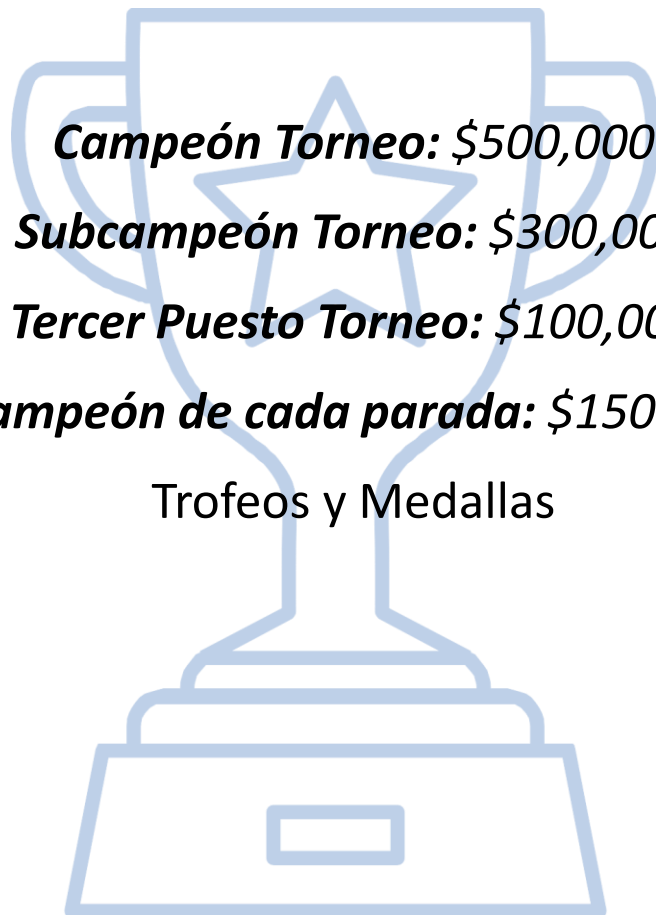 Campeón Torneo: $500,000
Subcampeón Torneo: $300,00
Tercer Puesto Torneo: $100,00
ampeón de cada parada: $150
Trofeos y Medallas